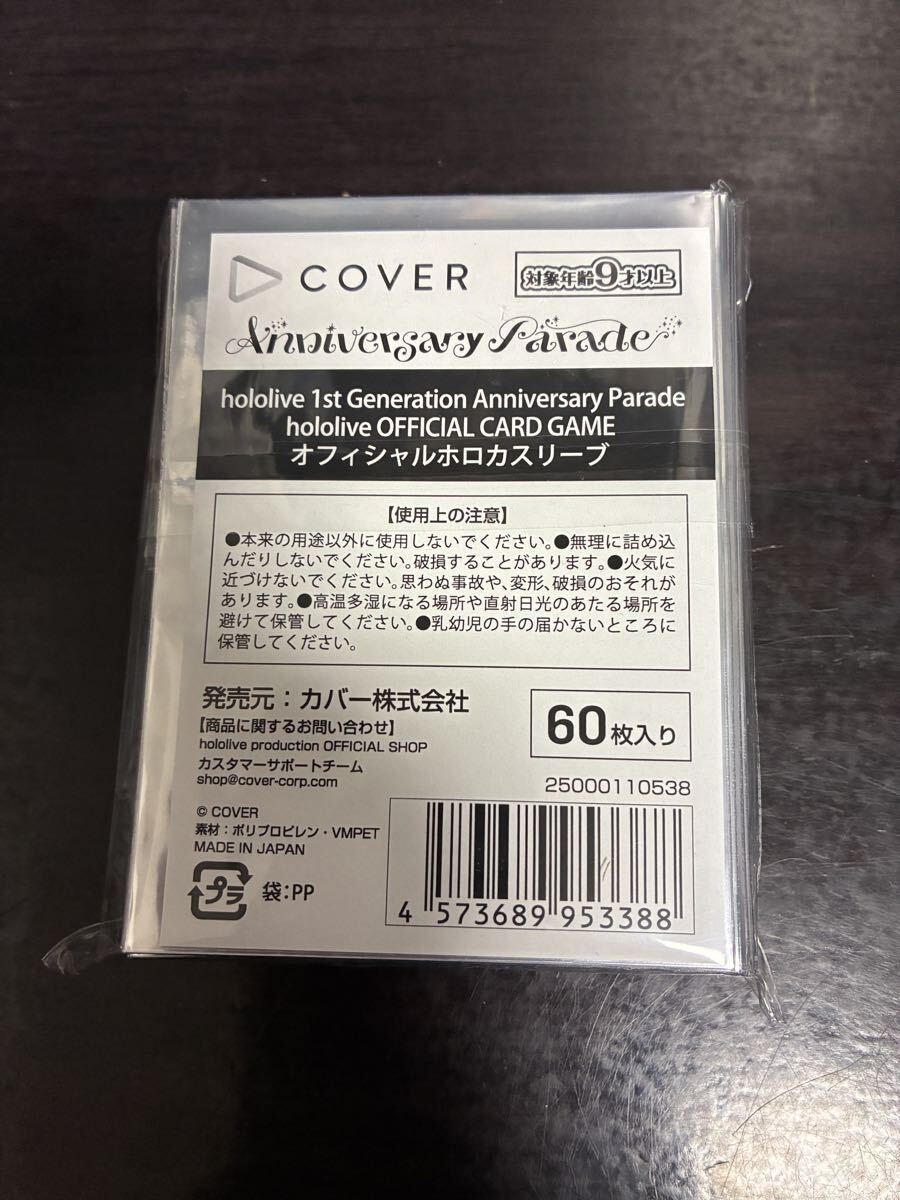 COVER
対象年齢9才以上
Anniversary Parade
hololive 1st Generation Anniversary Parade
hololive OFFICIAL CARD GAME
オフィシャルホロカスリーブ
【使用上の注意】
●本来の用途以外に使用しないでください。●無理に詰め込
んだりしないでください。破損することがあります。●火気に
近づけないでください。思わぬ事故や、変形、破損のおそれが
あります。●高温多湿になる場所や直射日光のあたる場所を
避けて保管してください。●乳幼児の手の届かないところに
保管してください。
発売元：カバー株式会社
【商品に関するお問い合わせ】
hololive production OFFICIAL SHOP
カスタマーサポートチーム
shop@cover-corp.com
60枚入り
25000110538
© COVER
素材：ポリプロピレン・VMPET
MADE IN JAPAN
プラ
袋：PP
4 573689 953388